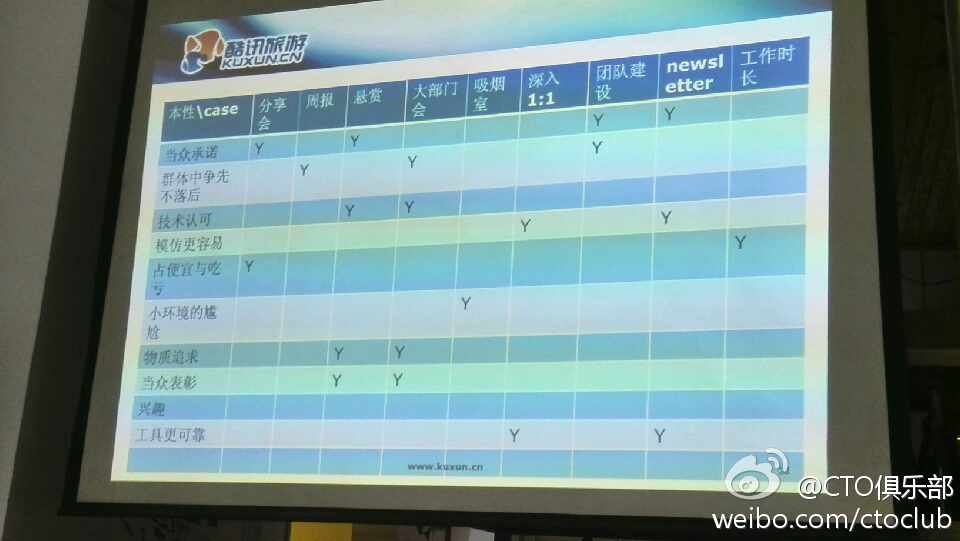 酷讯旅游
KUXUN.CN
本性\case 分享会 周报 悬赏 大部门会 吸烟室 深入1:1 团队建设 newsletter 工作时长
当众承诺 Y Y Y Y
群体中争先不落后 Y Y Y
技术认可 Y Y
模仿更容易 Y Y
占便宜与吃亏 Y Y
小环境的尴尬 Y
物质追求 Y Y
当众表彰 Y Y
兴趣
工具更可靠 Y Y
www.kuxun.cn
@CTO俱乐部
weibo.com/ctoclub